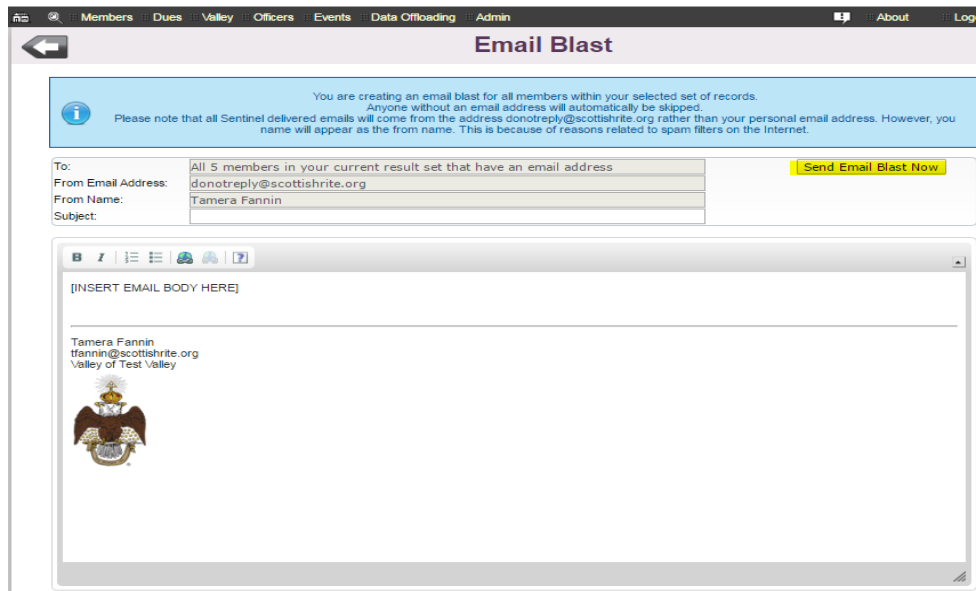 Members Dues Valley Officers Events Data Offloading Admin About Log
Email Blast
You are creating an email blast for all members within your selected set of records.
Anyone without an email address will automatically be skipped.
Please note that all Sentinel delivered emails will come from the address donotreply@scottishrite.org rather than your personal email address. However, you
name will appear as the from name. This is because of reasons related to spam filters on the Internet.
To: All 5 members in your current result set that have an email address
Send Email Blast Now
From Email Address: donotreply@scottishrite.org
From Name: Tamera Fannin
Subject:
B I
[INSERT EMAIL BODY HERE]
Tamera Fannin
tfannin@scottishrite.org
Valley of Test Valley